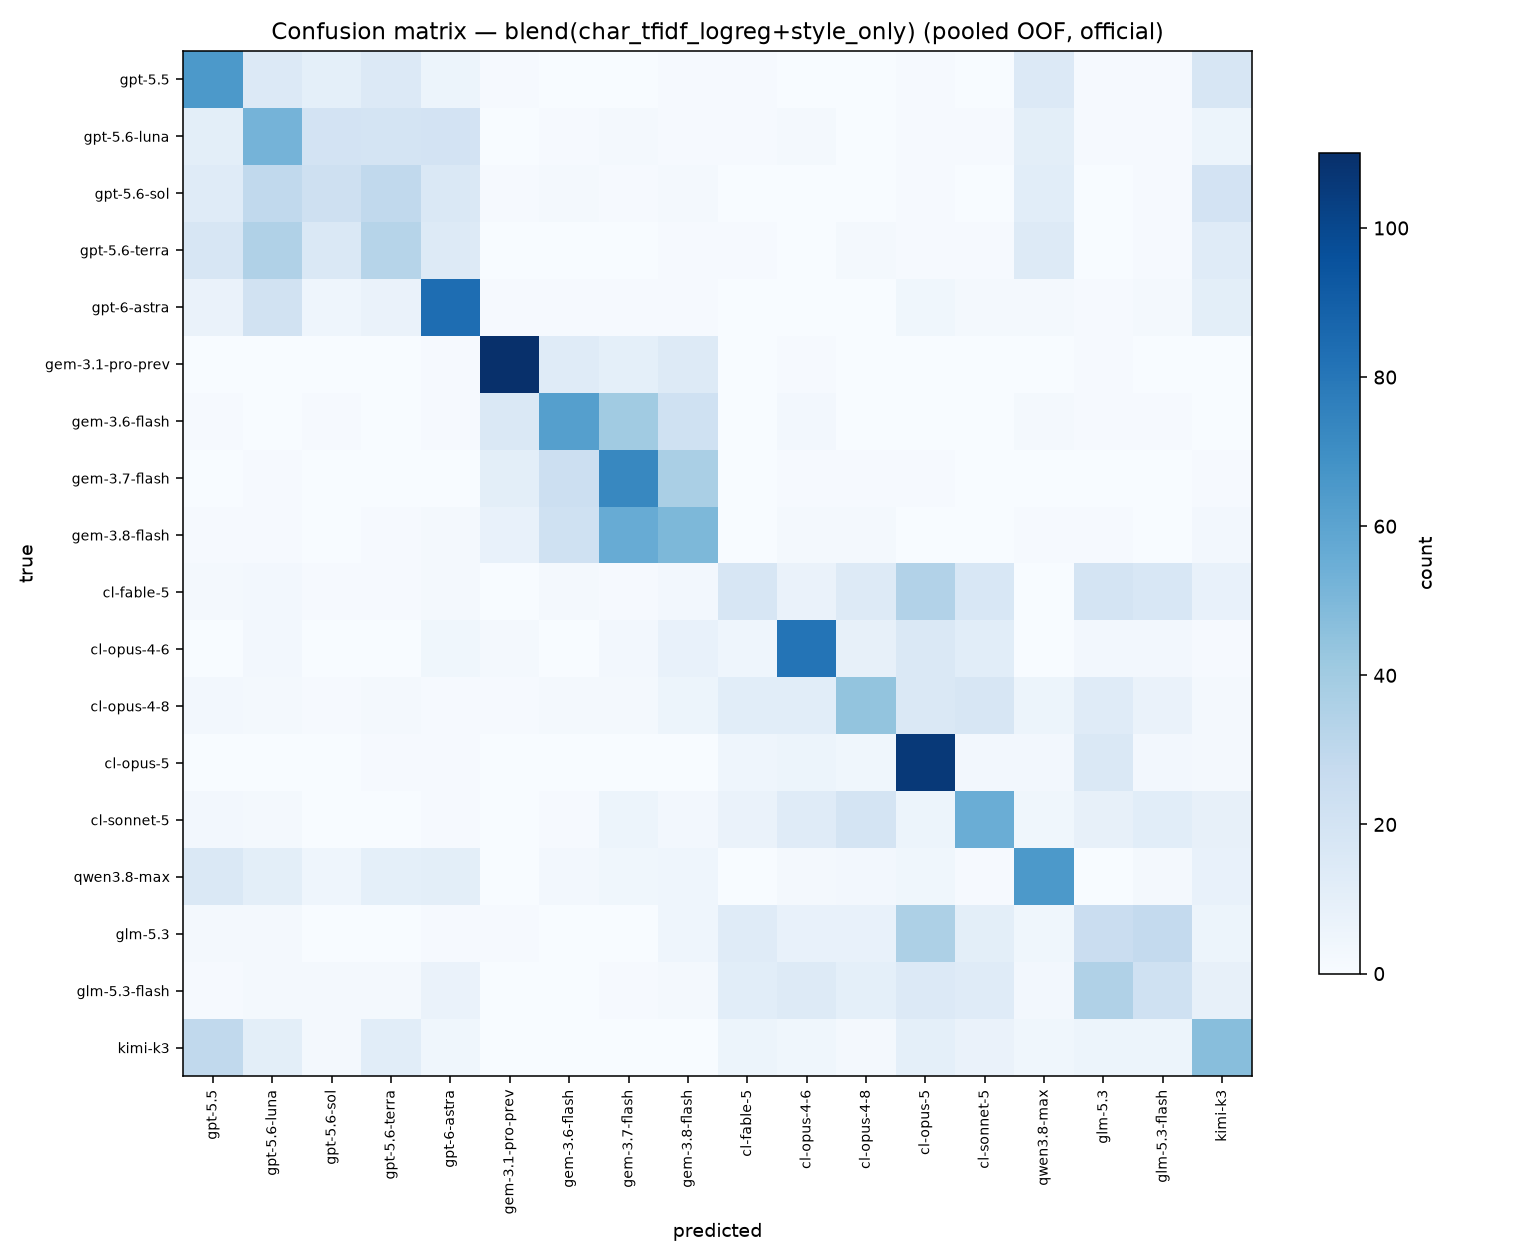 Confusion matrix — blend(char_tfidf_logreg+style_only) (pooled OOF, official)
true
gpt-5.5
gpt-5.6-luna
gpt-5.6-sol
gpt-5.6-terra
gpt-6-astra
gem-3.1-pro-prev
gem-3.6-flash
gem-3.7-flash
gem-3.8-flash
cl-fable-5
cl-opus-4-6
cl-opus-4-8
cl-opus-5
cl-sonnet-5
qwen3.8-max
glm-5.3
glm-5.3-flash
kimi-k3
gpt-5.5
gpt-5.6-luna
gpt-5.6-sol
gpt-5.6-terra
gpt-6-astra
gem-3.1-pro-prev
gem-3.6-flash
gem-3.7-flash
gem-3.8-flash
cl-fable-5
cl-opus-4-6
cl-opus-4-8
cl-opus-5
cl-sonnet-5
qwen3.8-max
glm-5.3
glm-5.3-flash
kimi-k3
predicted
100
80
60
40
20
0
count